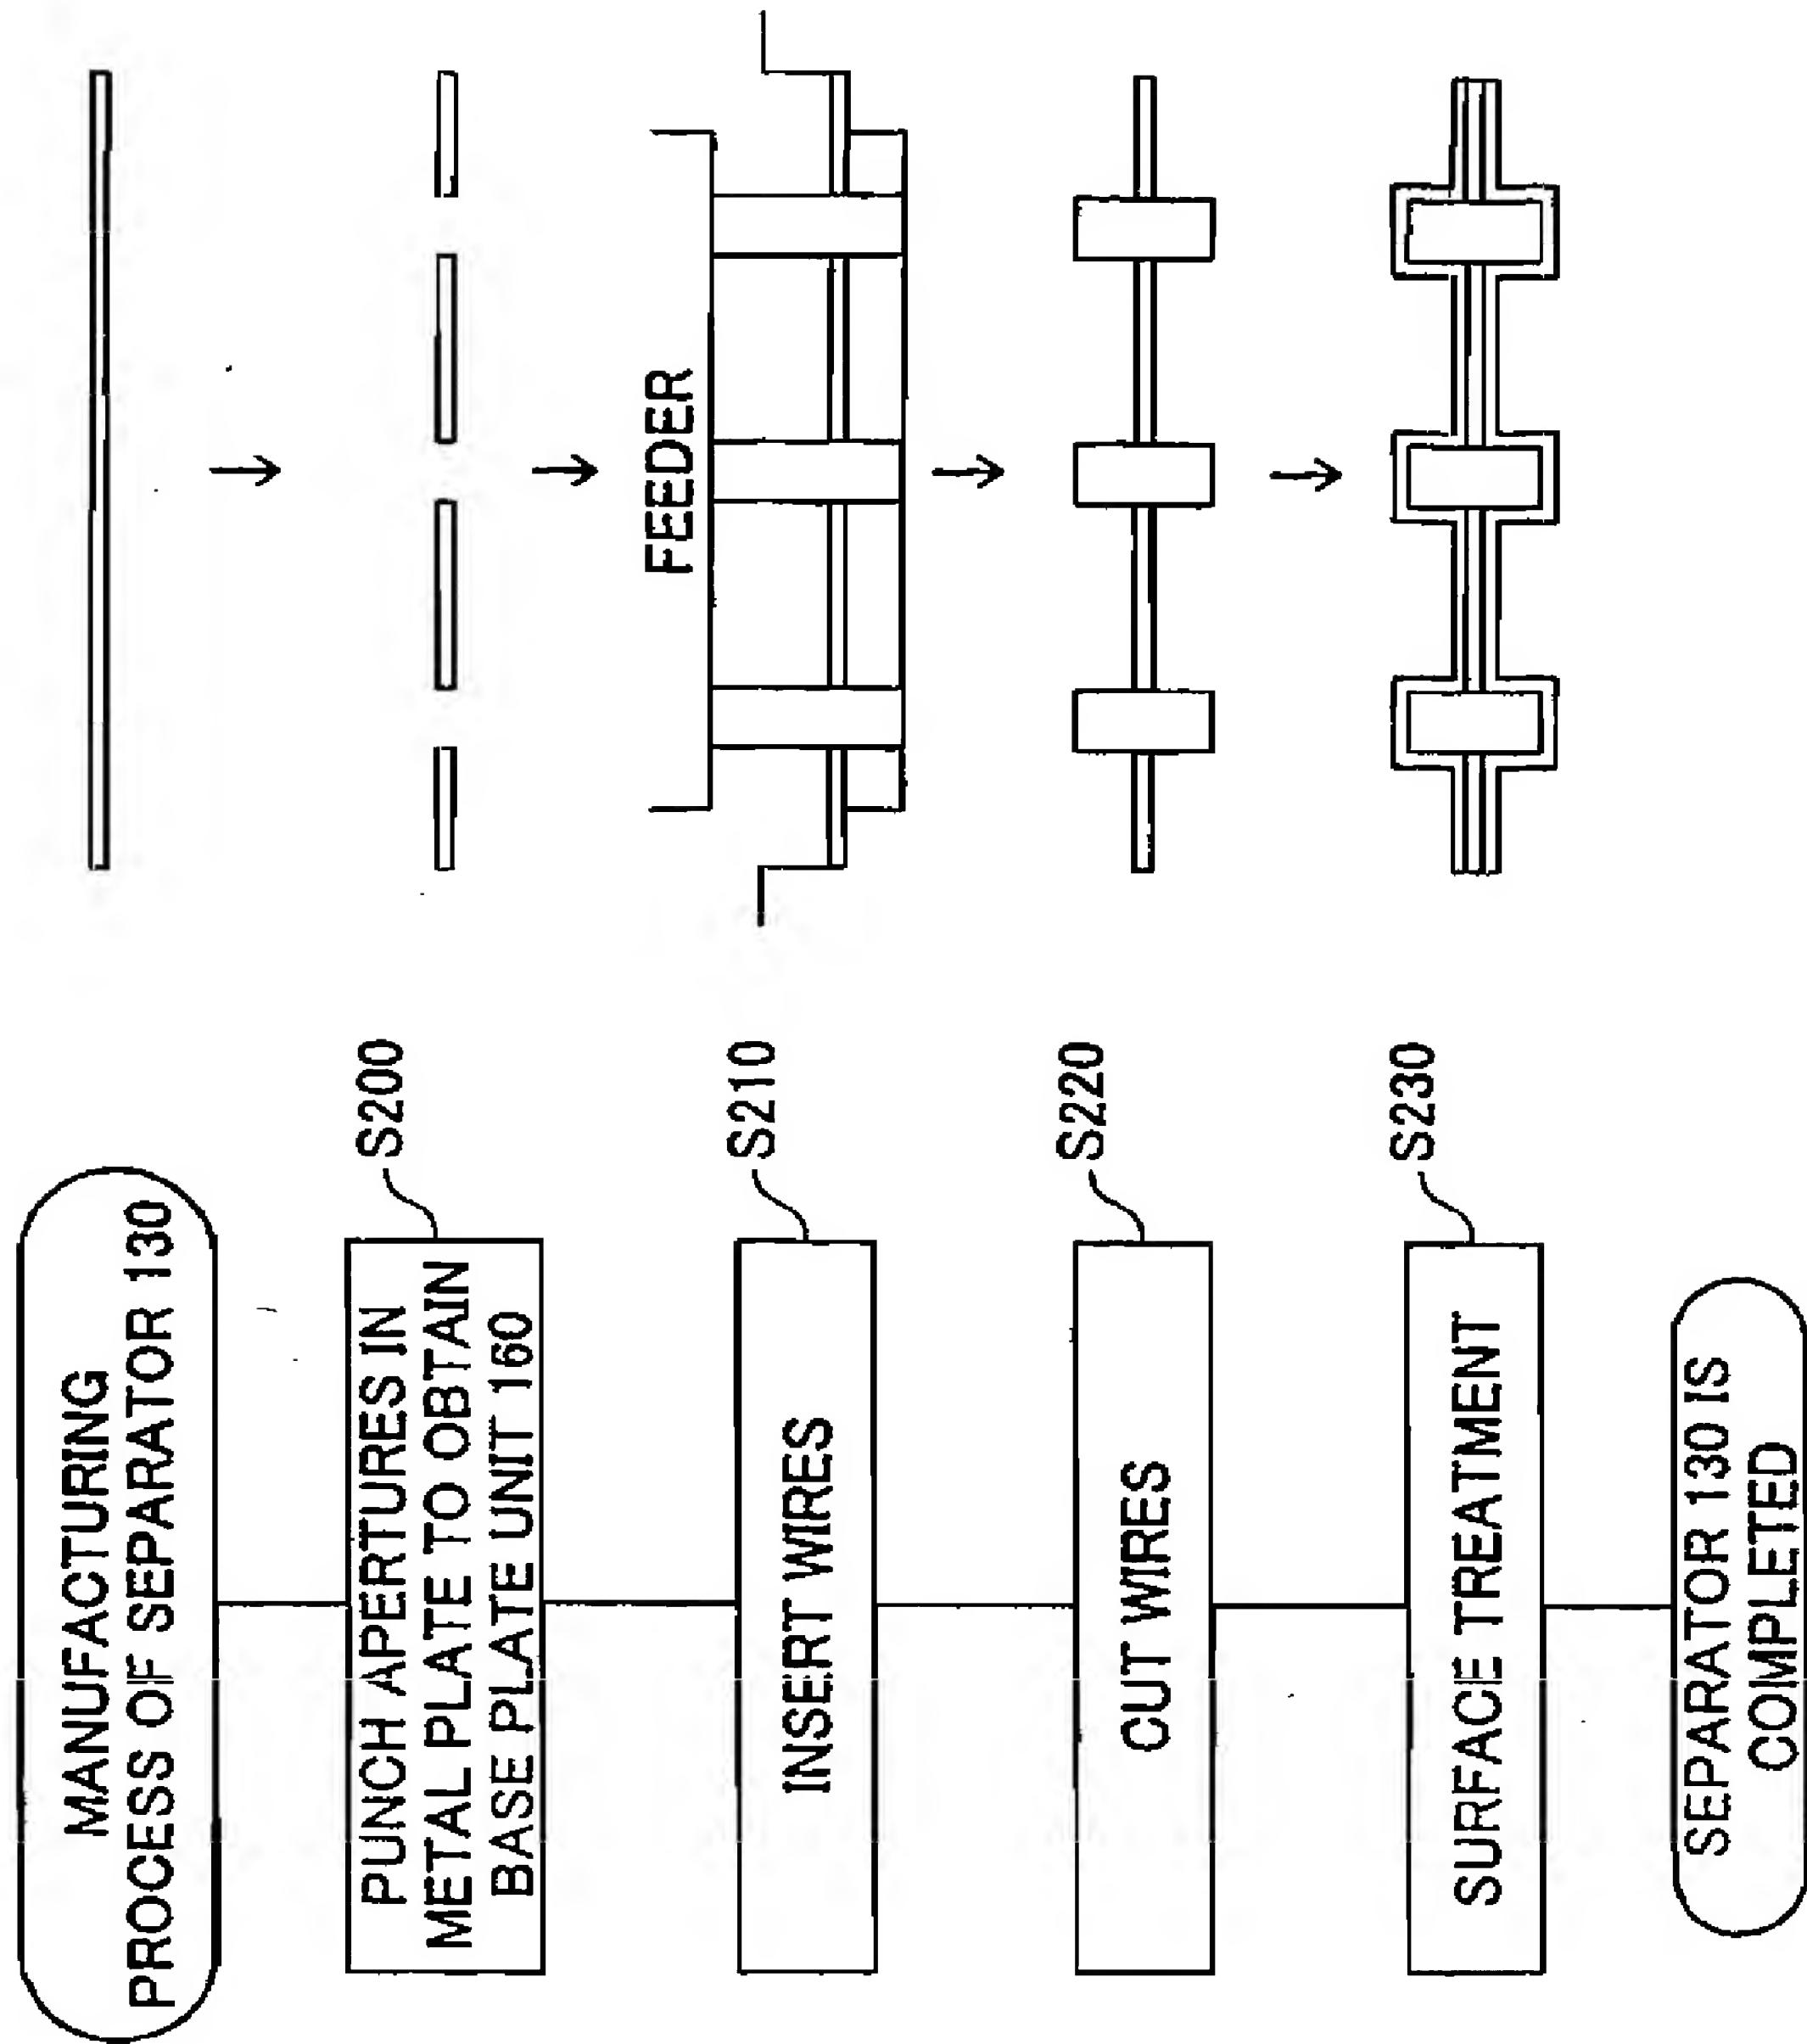 MANUFACTURING
PROCESS OF SEPARATOR 130
S200
PUNCH APERTURES IN
METAL PLATE TO OBTAIN
BASE PLATE UNIT 160
S210
INSERT WIRES
FEEDER
S220
CUT WIRES
S230
SURFACE TREATMENT
SEPARATOR 130 IS
COMPLETED